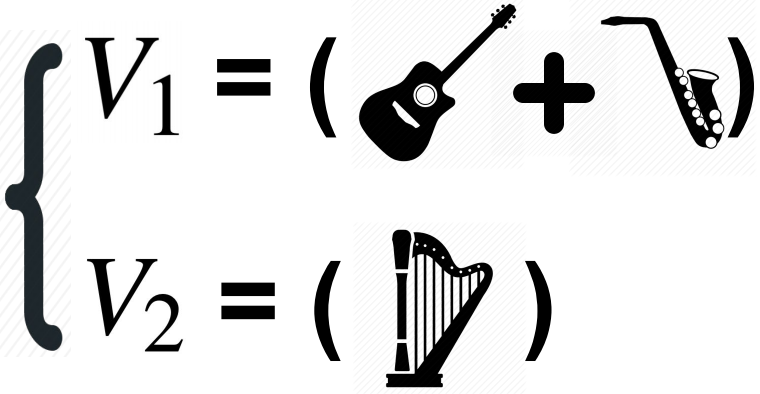 V₁ = ( + )
V₂ = ( )